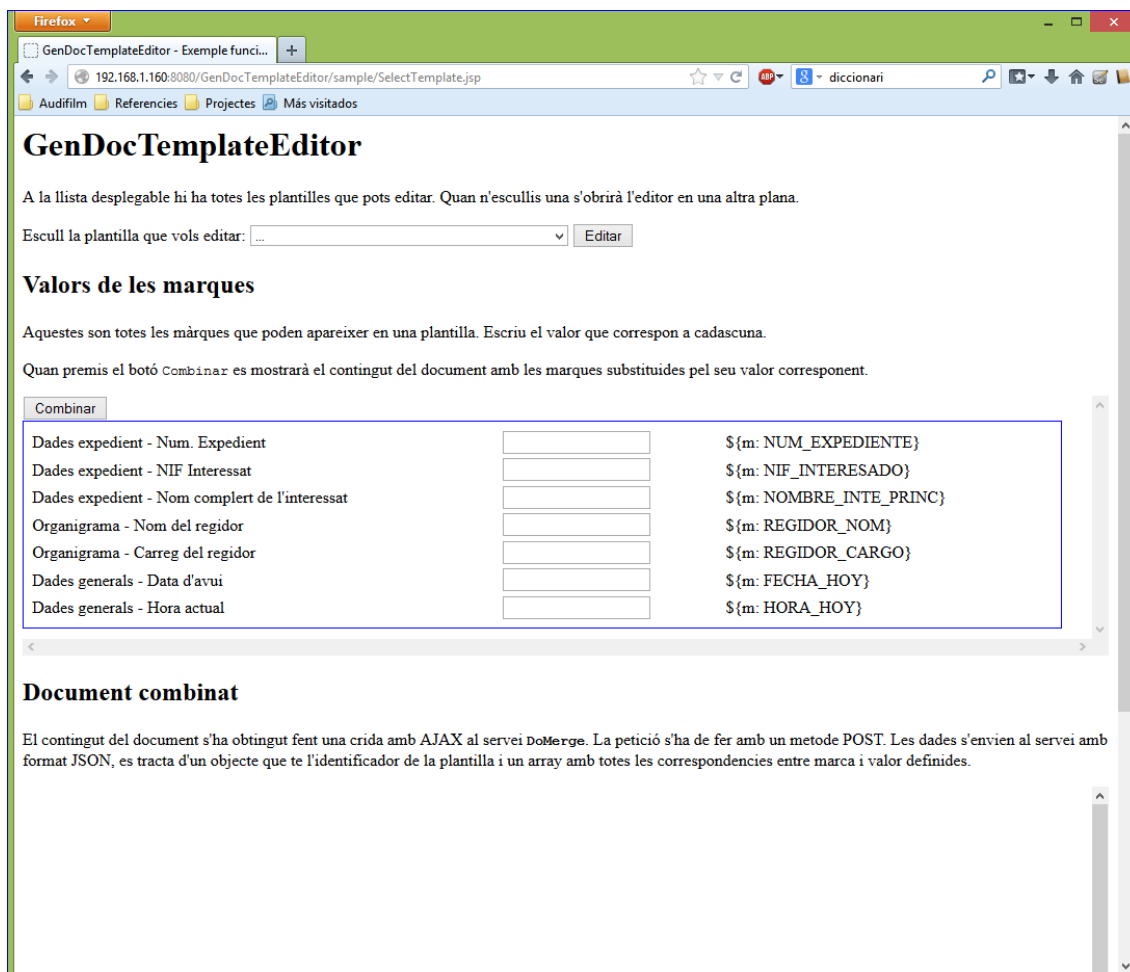 Firefox
GenDocTemplateEditor - Exemple funci...
192.168.1.160:8080/GenDocTemplateEditor/sample/SelectTemplate.jsp
ABP
8
diccionari
Audifilm Referencies Projectes Más visitados
GenDocTemplateEditor
A la llista desplegable hi ha totes les plantilles que pots editar. Quan n'escullis una s'obrirà l'editor en una altra plana.
Escull la plantilla que vols editar: ... Editar
Valors de les marques
Aquestes son totes les màrques que poden apareixer en una plantilla. Escriu el valor que correspon a cadascuna.
Quan premis el botó Combinar es mostrarà el contingut del document amb les marques substituides pel seu valor corresponent.
Combinar
Dades expedient - Num. Expedient ${m: NUM_EXPEDIENTE}
Dades expedient - NIF Interessat ${m: NIF_INTERESADO}
Dades expedient - Nom complert de l'interessat ${m: NOMBRE_INTE_PRINC}
Organigrama - Nom del regidor ${m: REGIDOR_NOM}
Organigrama - Carreg del regidor ${m: REGIDOR_CARGO}
Dades generals - Data d'avui ${m: FECHA_HOY}
Dades generals - Hora actual ${m: HORA_HOY}
Document combinat
El contingut del document s'ha obtingut fent una crida amb AJAX al servei DoMerge. La petició s'ha de fer amb un metode POST. Les dades s'envien al servei amb
format JSON, es tracta d'un objecte que te l'identificador de la plantilla i un array amb totes les correspondencies entre marca i valor definides.